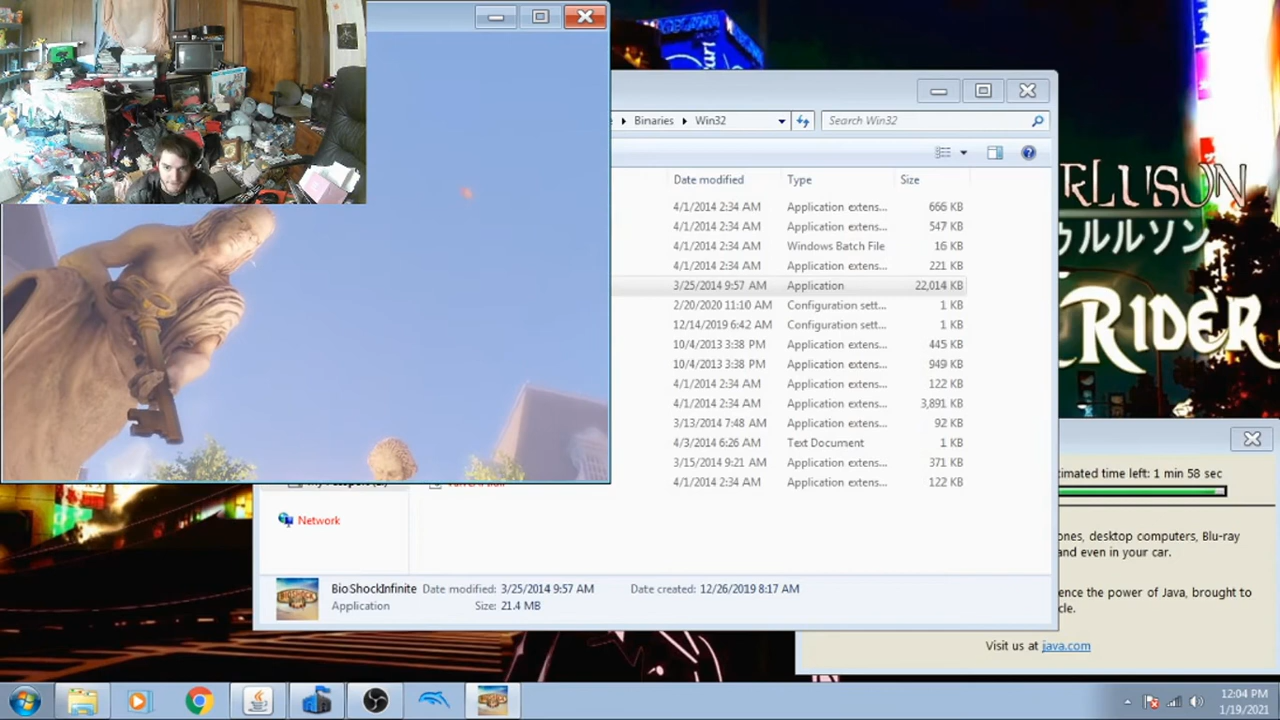 Binaries
Win32
Search Win32
Date modified
Type
Size
4/1/2014 2:34 AM
Application extens...
666 KB
4/1/2014 2:34 AM
Application extens...
547 KB
4/1/2014 2:34 AM
Windows Batch File
16 KB
4/1/2014 2:34 AM
Application extens...
221 KB
3/25/2014 9:57 AM
Application
22,014 KB
2/20/2020 11:10 AM
Configuration sett...
1 KB
12/14/2019 6:42 AM
Configuration sett...
1 KB
10/4/2013 3:38 PM
Application extens...
445 KB
10/4/2013 3:38 PM
Application extens...
949 KB
4/1/2014 2:34 AM
Application extens...
122 KB
4/1/2014 2:34 AM
Application extens...
3,891 KB
3/13/2014 7:48 AM
Application extens...
92 KB
4/3/2014 6:26 AM
Text Document
1 KB
3/15/2014 9:21 AM
Application extens...
371 KB
4/1/2014 2:34 AM
Application extens...
122 KB
Network
BioShockInfinite
Date modified: 3/25/2014 9:57 AM
Date created: 12/26/2019 8:17 AM
Application
Size: 21.4 MB
ルルソン
RIDER
timated time left: 1 min 58 sec
ones, desktop computers, Blu-ray
and even in your car.
ence the power of Java, brought to
cle.
Visit us at java.com
12:04 PM
1/19/2021